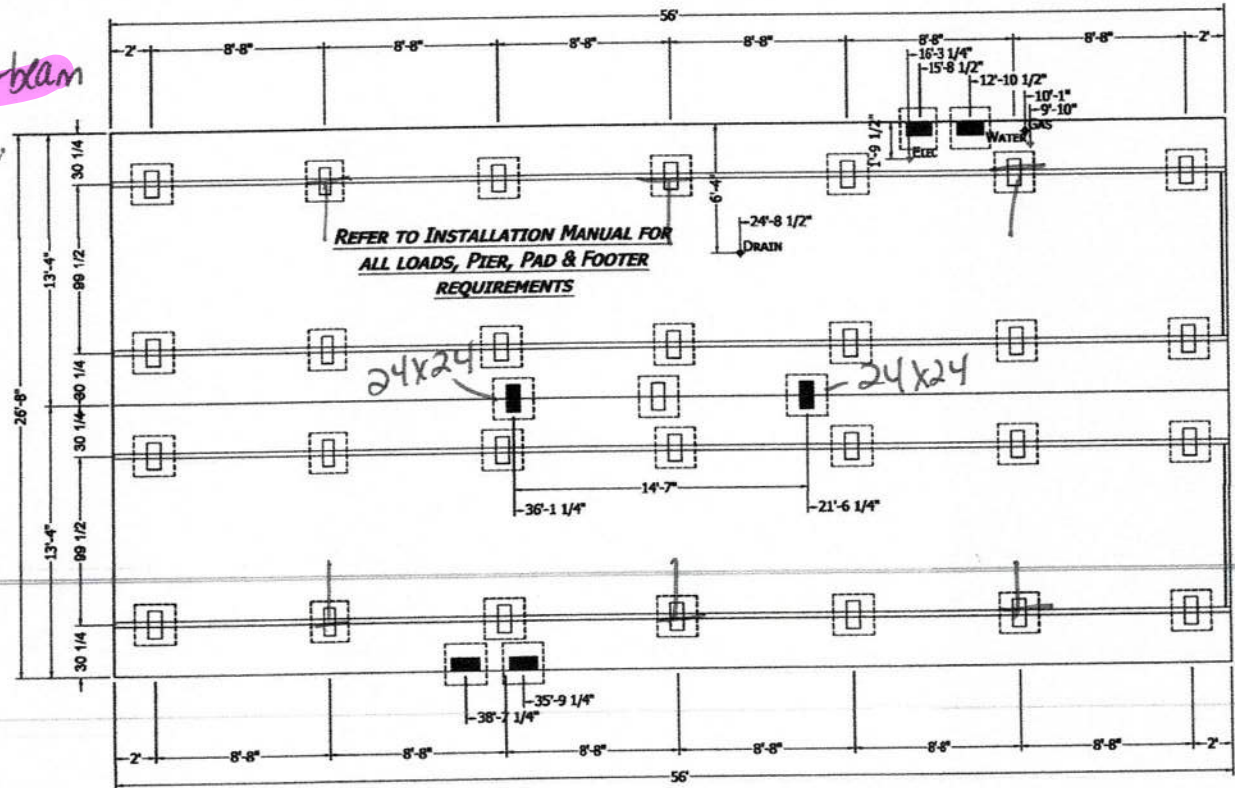 56'
2' 8'-8" 8'-8" 8'-8" 8'-8" 8'-8" 8'-8" 2'
16'-3 1/4"
15'-8 1/2"
12'-10 1/2"
10'-1"
9'-10"
GAS
WATER
ELEC
1'-9 1/2"
6'-4"
24'-8 1/2"
DRAIN
beam
REFER TO INSTALLATION MANUAL FOR
ALL LOADS, PIER, PAD & FOOTER
REQUIREMENTS
30 1/4
99 1/2
30 1/4
30 1/4
99 1/2
30 1/4
13'-4"
13'-4"
26'-8"
24X24
24X24
14'-7"
36'-1 1/4"
21'-6 1/4"
35'-9 1/4"
38'-7 1/4"
2' 8'-8" 8'-8" 8'-8" 8'-8" 8'-8" 8'-8" 2'
56'